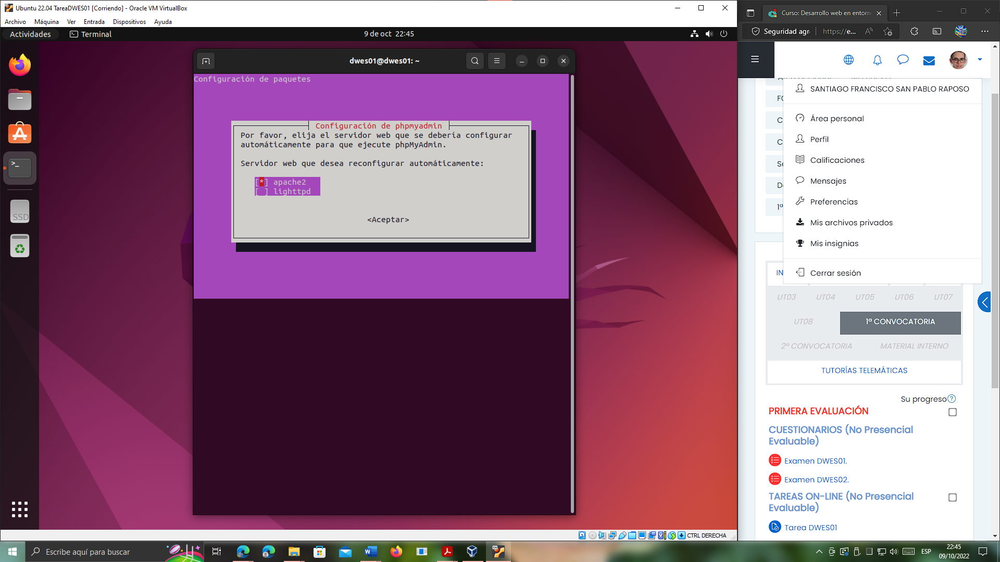 Ubuntu 22.04 TareaDWES01 [Corriendo] - Oracle VM VirtualBox
Archivo Máquina Ver Entrada Dispositivos Ayuda
Actividades Terminal 9 de oct 22:45
dwes01@dwes01: ~
Configuración de paquetes
Configuración de phpmyadmin
Por favor, elija el servidor web que se debería configurar
automáticamente para que ejecute phpMyAdmin.
Servidor web que desea reconfigurar automáticamente:
[*] apache2
[ ] lighttpd
<Aceptar>
SSD
CTRL DERECHA
Curso: Desarrollo web en entorn
Seguridad agr https://e...
SANTIAGO FRANCISCO SAN PABLO RAPOSO
Área personal
Perfil
Calificaciones
Mensajes
Preferencias
Mis archivos privados
Mis insignias
Cerrar sesión
FO
C
C
Se
D
1ª
IN
UT03 UT04 UT05 UT06 UT07
UT08 1ª CONVOCATORIA
2ª CONVOCATORIA MATERIAL INTERNO
TUTORÍAS TELEMÁTICAS
Su progreso
PRIMERA EVALUACIÓN
CUESTIONARIOS (No Presencial
Evaluable)
Examen DWES01.
Examen DWES02.
TAREAS ON-LINE (No Presencial
Evaluable)
Tarea DWES01
Escribe aquí para buscar
ESP
22:45
09/10/2022